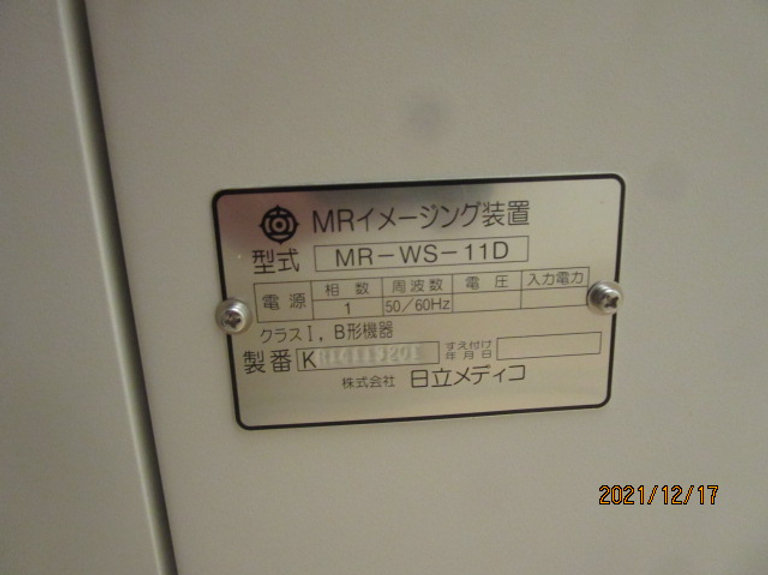 MRイメージング装置
型式 MR-WS-11D
電源 相数 周波数 電圧 入力電力
1 50/60Hz
クラスI, B形機器
製番 K すえ付け年月日
株式会社 日立メディコ
2021/12/17